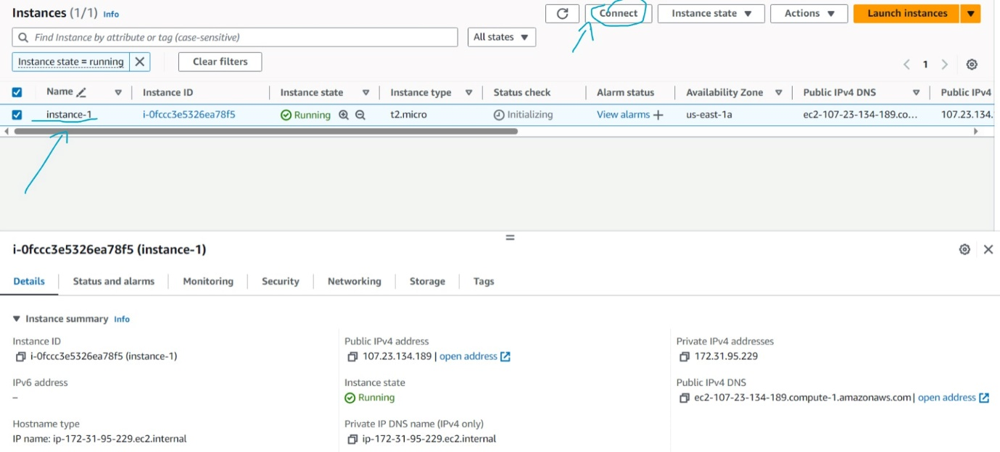 Instances (1/1) Info
Connect
Instance state
Actions
Launch instances
Find Instance by attribute or tag (case-sensitive)
All states
Instance state = running
Clear filters
1
Name Instance ID Instance state Instance type Status check Alarm status Availability Zone Public IPv4 DNS Public IPv4
instance-1 i-0fccc3e5326ea78f5 Running t2.micro Initializing View alarms + us-east-1a ec2-107-23-134-189.co... 107.23.134.
i-0fccc3e5326ea78f5 (instance-1)
Details Status and alarms Monitoring Security Networking Storage Tags
Instance summary Info
Instance ID
i-0fccc3e5326ea78f5 (instance-1)
Public IPv4 address
107.23.134.189 | open address
Private IPv4 addresses
172.31.95.229
IPv6 address
–
Instance state
Running
Public IPv4 DNS
ec2-107-23-134-189.compute-1.amazonaws.com | open address
Hostname type
IP name: ip-172-31-95-229.ec2.internal
Private IP DNS name (IPv4 only)
ip-172-31-95-229.ec2.internal